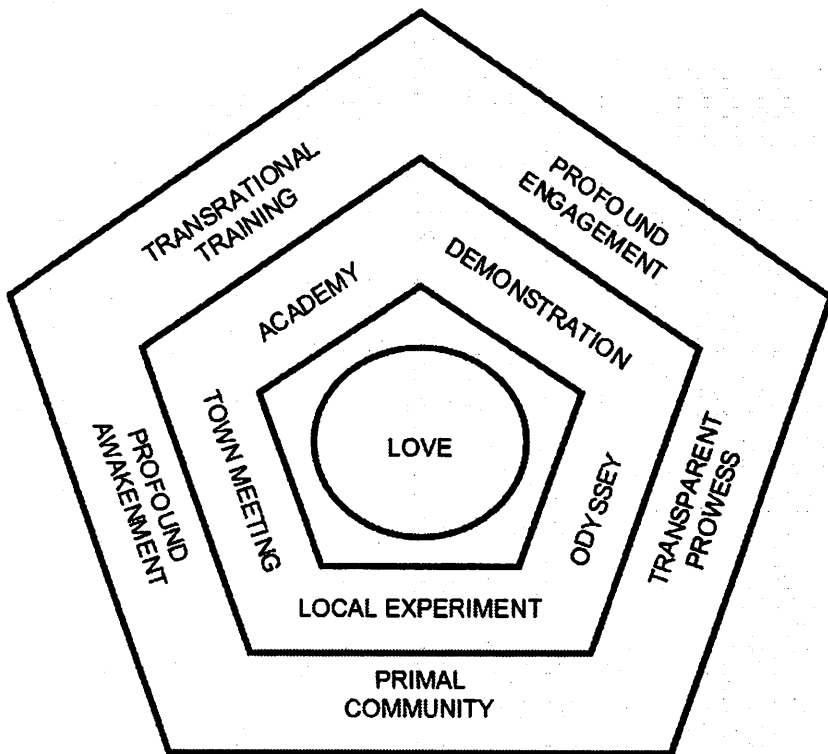 TRANSRATIONAL
TRAINING
PROFOUND
ENGAGEMENT
ACADEMY
DEMONSTRATION
PROFOUND
AWAKENMENT
TOWN MEETING
LOVE
ODYSSEY
TRANSPARENT
PROWESS
LOCAL EXPERIMENT
PRIMAL
COMMUNITY